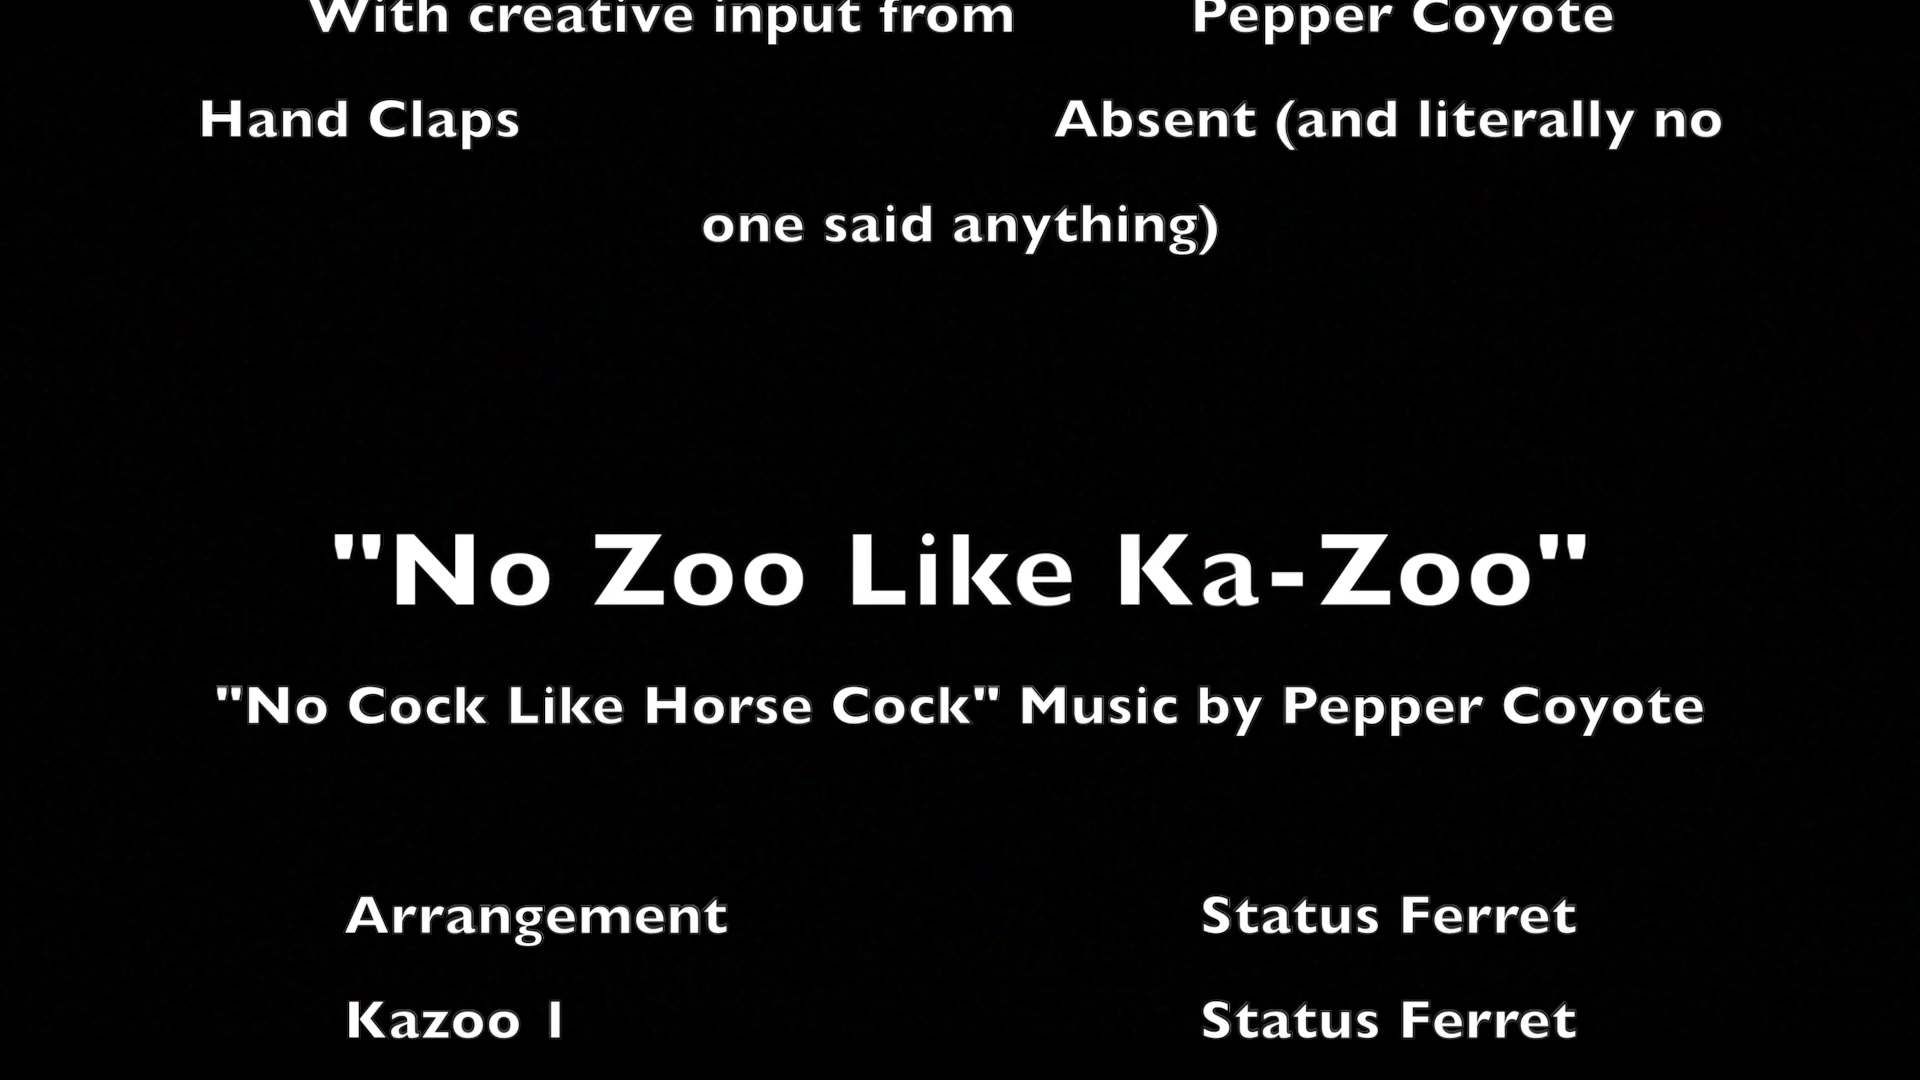 With creative input from Pepper Coyote
Hand Claps Absent (and literally no
one said anything)
"No Zoo Like Ka-Zoo"
"No Cock Like Horse Cock" Music by Pepper Coyote
Arrangement Status Ferret
Kazoo 1 Status Ferret